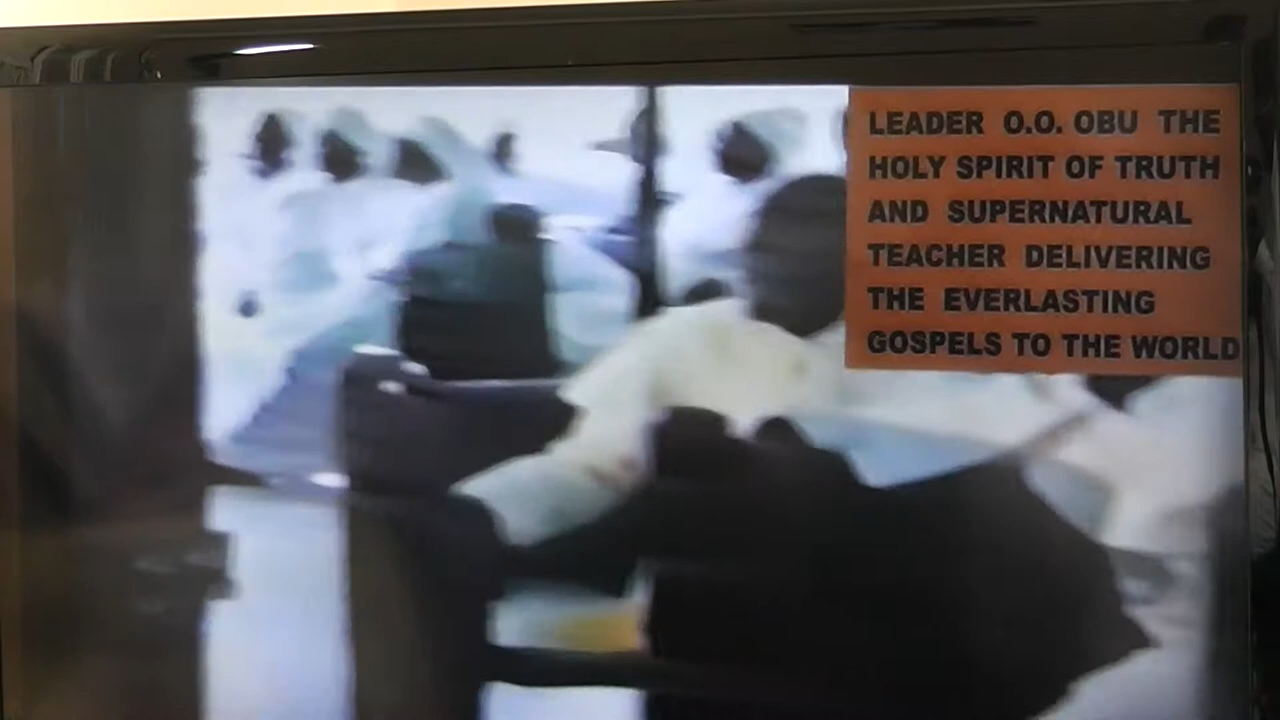 LEADER O.O. OBU THE
HOLY SPIRIT OF TRUTH
AND SUPERNATURAL
TEACHER DELIVERING
THE EVERLASTING
GOSPELS TO THE WORLD